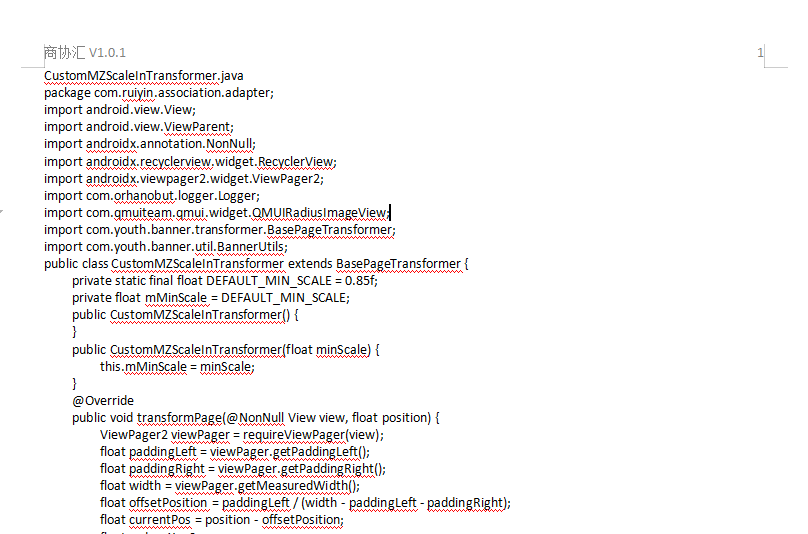 商协汇 V1.0.1 1
CustomMZScaleInTransformer.java
package com.ruiyin.association.adapter;
import android.view.View;
import android.view.ViewParent;
import androidx.annotation.NonNull;
import androidx.recyclerview.widget.RecyclerView;
import androidx.viewpager2.widget.ViewPager2;
import com.orhanobut.logger.Logger;
import com.qmuiteam.qmui.widget.QMUIRadiusImageView;
import com.youth.banner.transformer.BasePageTransformer;
import com.youth.banner.util.BannerUtils;
public class CustomMZScaleInTransformer extends BasePageTransformer {
private static final float DEFAULT_MIN_SCALE = 0.85f;
private float mMinScale = DEFAULT_MIN_SCALE;
public CustomMZScaleInTransformer() {
}
public CustomMZScaleInTransformer(float minScale) {
this.mMinScale = minScale;
}
@Override
public void transformPage(@NonNull View view, float position) {
ViewPager2 viewPager = requireViewPager(view);
float paddingLeft = viewPager.getPaddingLeft();
float paddingRight = viewPager.getPaddingRight();
float width = viewPager.getMeasuredWidth();
float offsetPosition = paddingLeft / (width - paddingLeft - paddingRight);
float currentPos = position - offsetPosition;